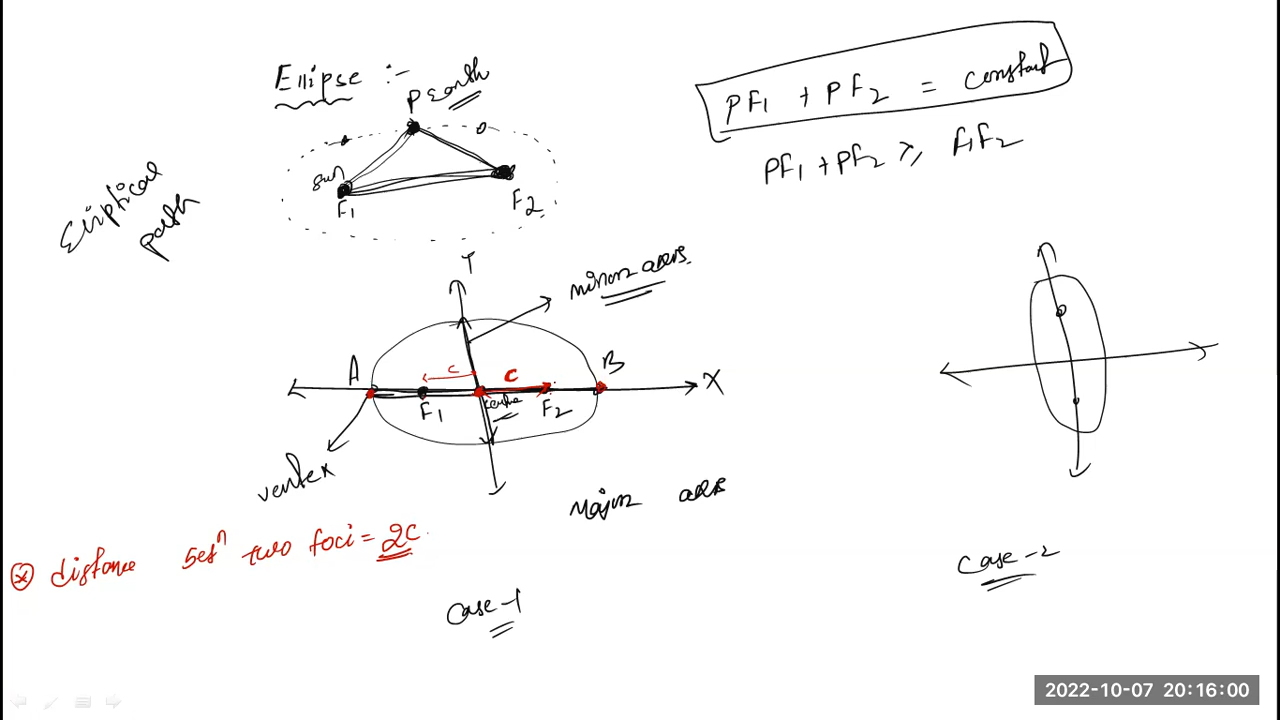 Ellipse :-
P Earth
sun
F1
F2
Elliptical
path
PF1 + PF2 = constant
PF1 + PF2 ⩾ F1F2
Y
minor axis
A
c
c
B
X
F1
centre
F2
vertex
major axis
⊛ distance betn two foci = 2c
case-1
case-2
2022-10-07 20:16:00